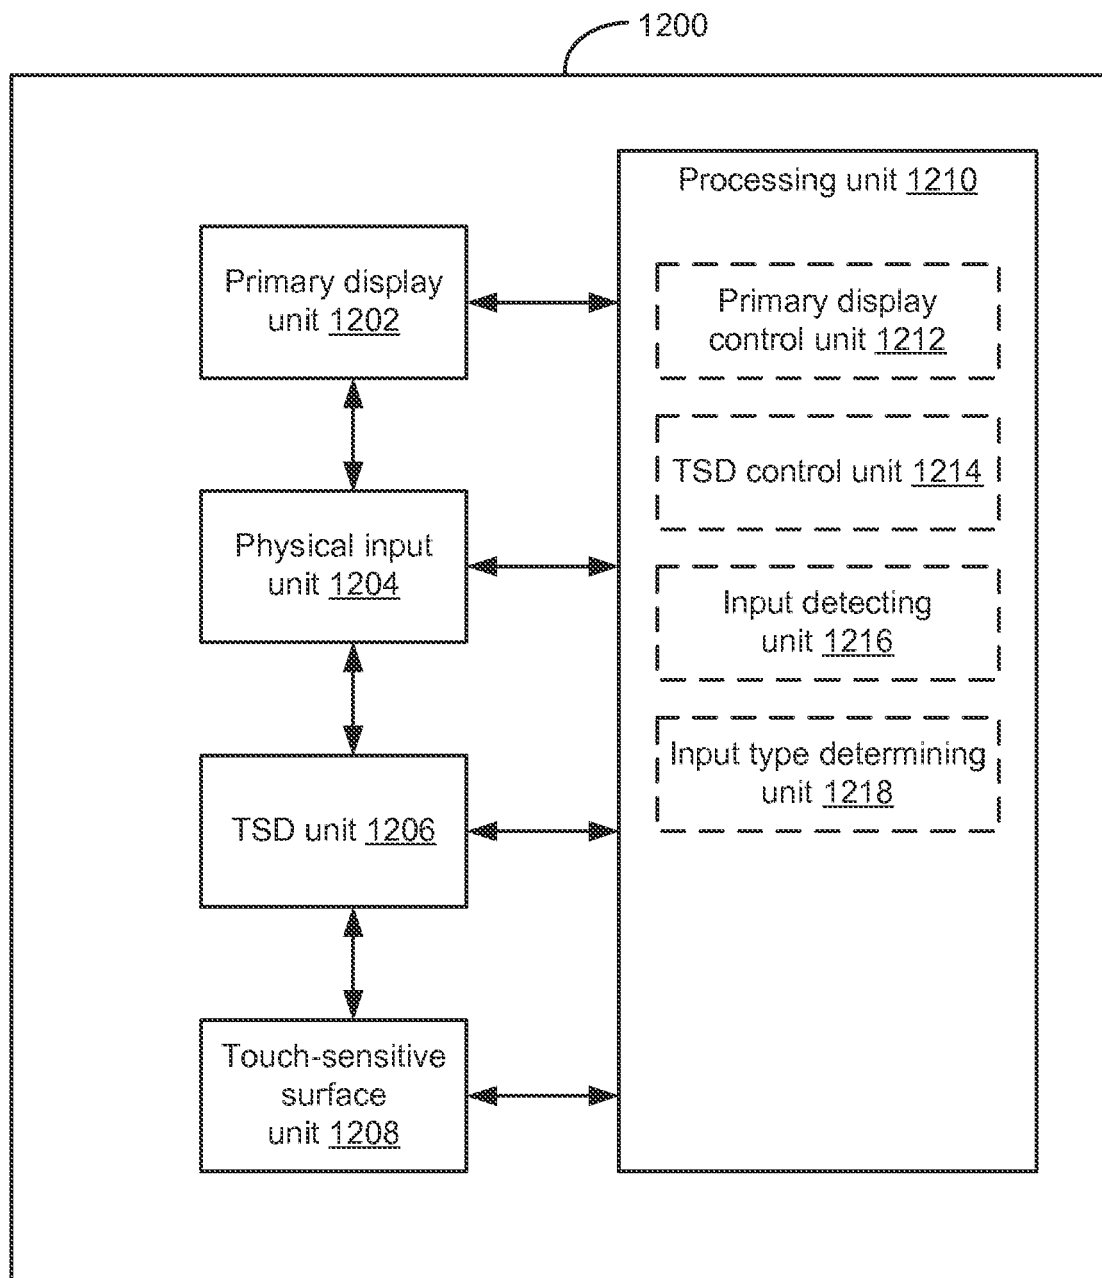 1200
Processing unit 1210
Primary display
unit 1202
Primary display
control unit 1212
TSD control unit 1214
Physical input
unit 1204
Input detecting
unit 1216
Input type determining
unit 1218
TSD unit 1206
Touch-sensitive
surface
unit 1208